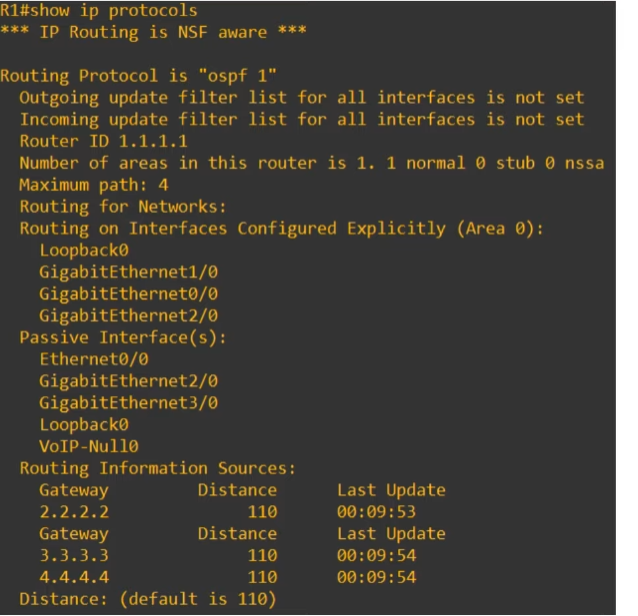 R1#show ip protocols
*** IP Routing is NSF aware ***
Routing Protocol is "ospf 1"
Outgoing update filter list for all interfaces is not set
Incoming update filter list for all interfaces is not set
Router ID 1.1.1.1
Number of areas in this router is 1. 1 normal 0 stub 0 nssa
Maximum path: 4
Routing for Networks:
Routing on Interfaces Configured Explicitly (Area 0):
Loopback0
GigabitEthernet1/0
GigabitEthernet0/0
GigabitEthernet2/0
Passive Interface(s):
Ethernet0/0
GigabitEthernet2/0
GigabitEthernet3/0
Loopback0
VoIP-Null0
Routing Information Sources:
Gateway Distance Last Update
2.2.2.2 110 00:09:53
Gateway Distance Last Update
3.3.3.3 110 00:09:54
4.4.4.4 110 00:09:54
Distance: (default is 110)